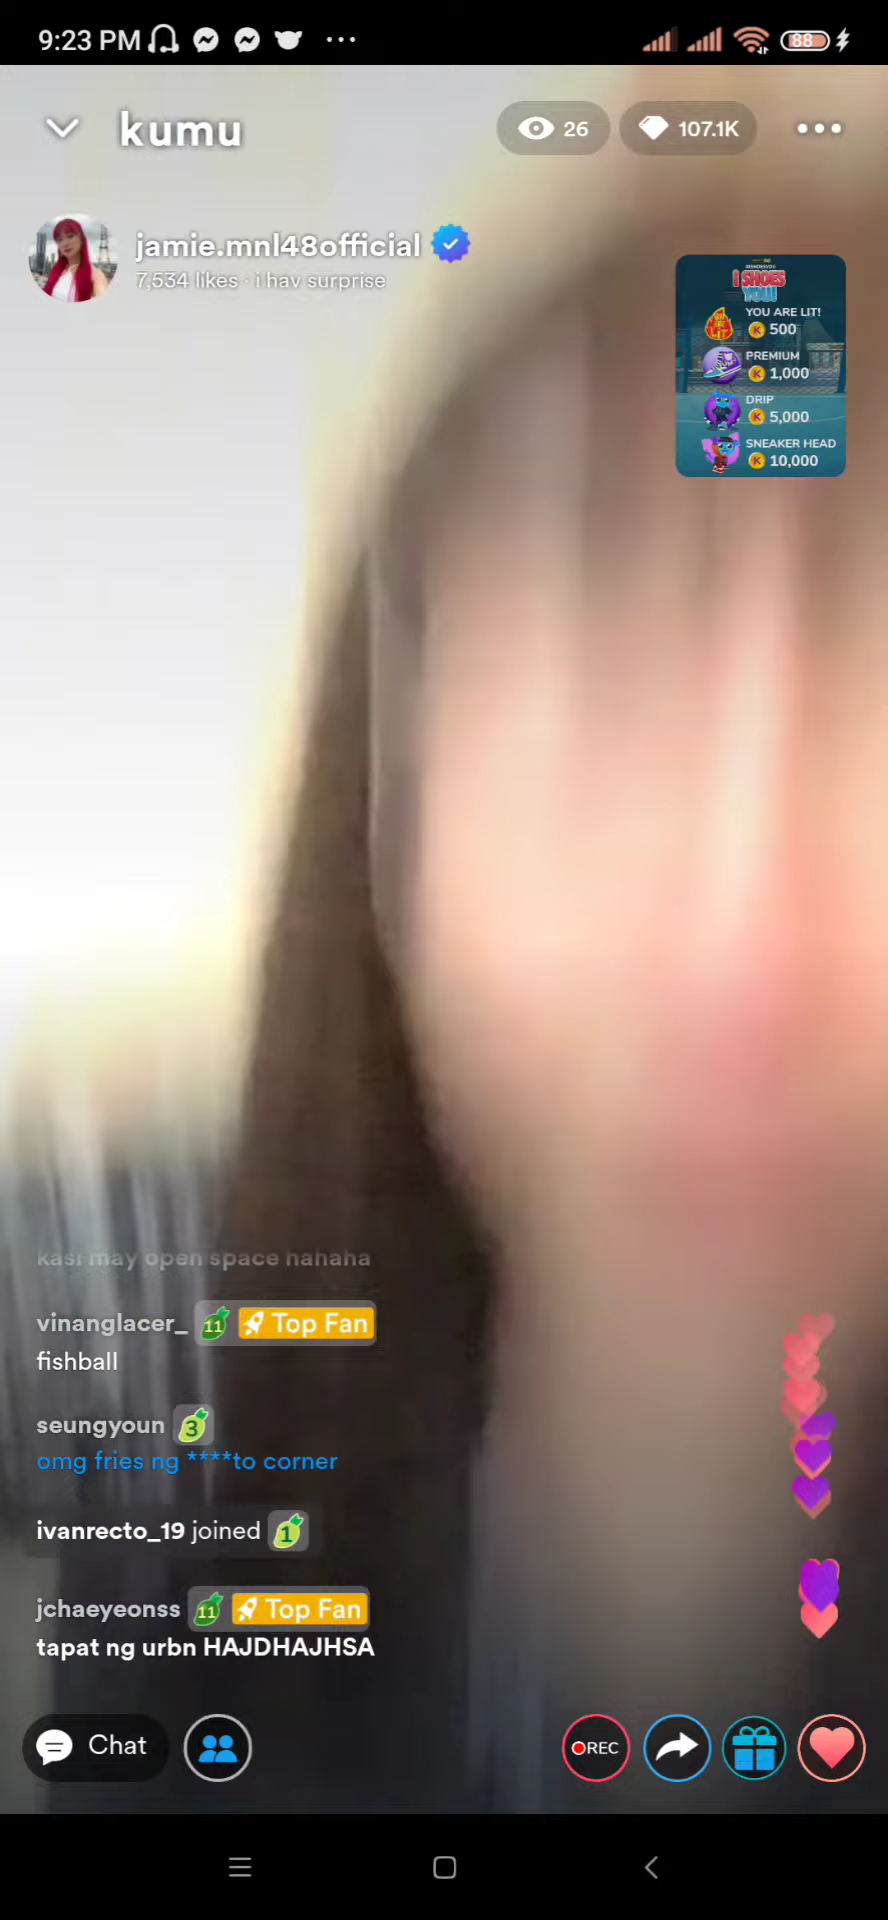 9:23 PM
88
kumu
26
107.1K
jamie.mnl48official
7,534 likes · i hav surprise
I SHOES
YOU!
YOU ARE LIT!
500
PREMIUM
1,000
DRIP
5,000
SNEAKER HEAD
10,000
kasi may open space hahaha
vinanglacer_ 11 Top Fan
fishball
seungyoun 3
omg fries ng ****to corner
ivanrecto_19 joined 1
jchaeyeonss 11 Top Fan
tapat ng urbn HAJDHAJHSA
Chat
REC